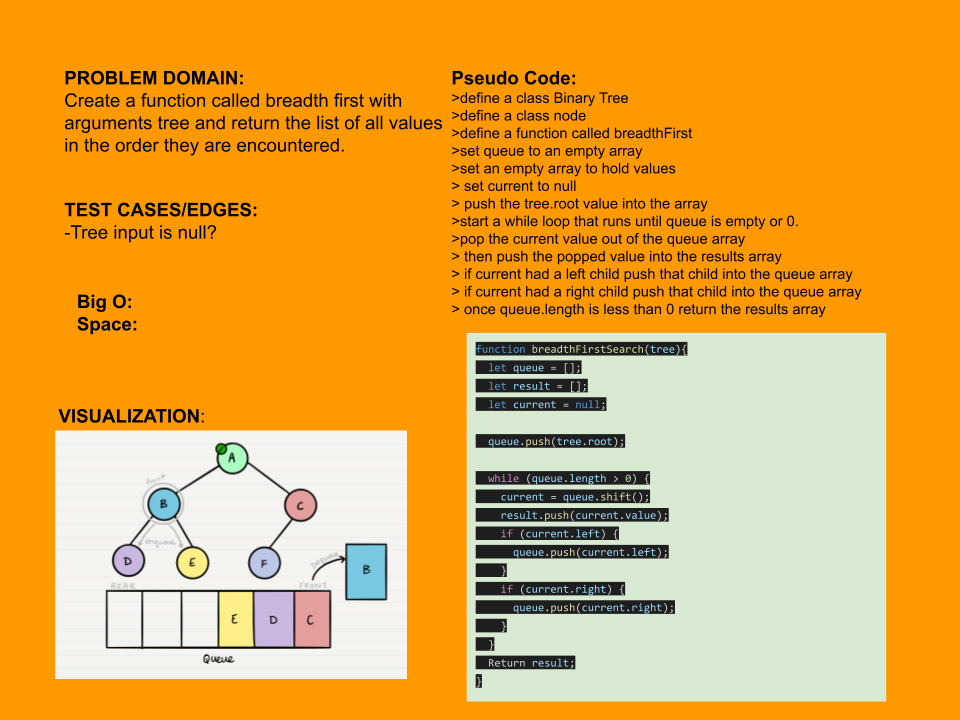 PROBLEM DOMAIN:
Create a function called breadth first with
arguments tree and return the list of all values
in the order they are encountered.
TEST CASES/EDGES:
-Tree input is null?
Big O:
Space:
VISUALIZATION:
A
front
B
C
enqueue
D
E
F
REAR
FRONT
DEQUEUE
B
E
D
C
Queue
Pseudo Code:
>define a class Binary Tree
>define a class node
>define a function called breadthFirst
>set queue to an empty array
>set an empty array to hold values
> set current to null
> push the tree.root value into the array
>start a while loop that runs until queue is empty or 0.
>pop the current value out of the queue array
> then push the popped value into the results array
> if current had a left child push that child into the queue array
> if current had a right child push that child into the queue array
> once queue.length is less than 0 return the results array
function breadthFirstSearch(tree){
let queue = [];
let result = [];
let current = null;
queue.push(tree.root);
while (queue.length > 0) {
current = queue.shift();
result.push(current.value);
if (current.left) {
queue.push(current.left);
}
if (current.right) {
queue.push(current.right);
}
}
Return result;
}